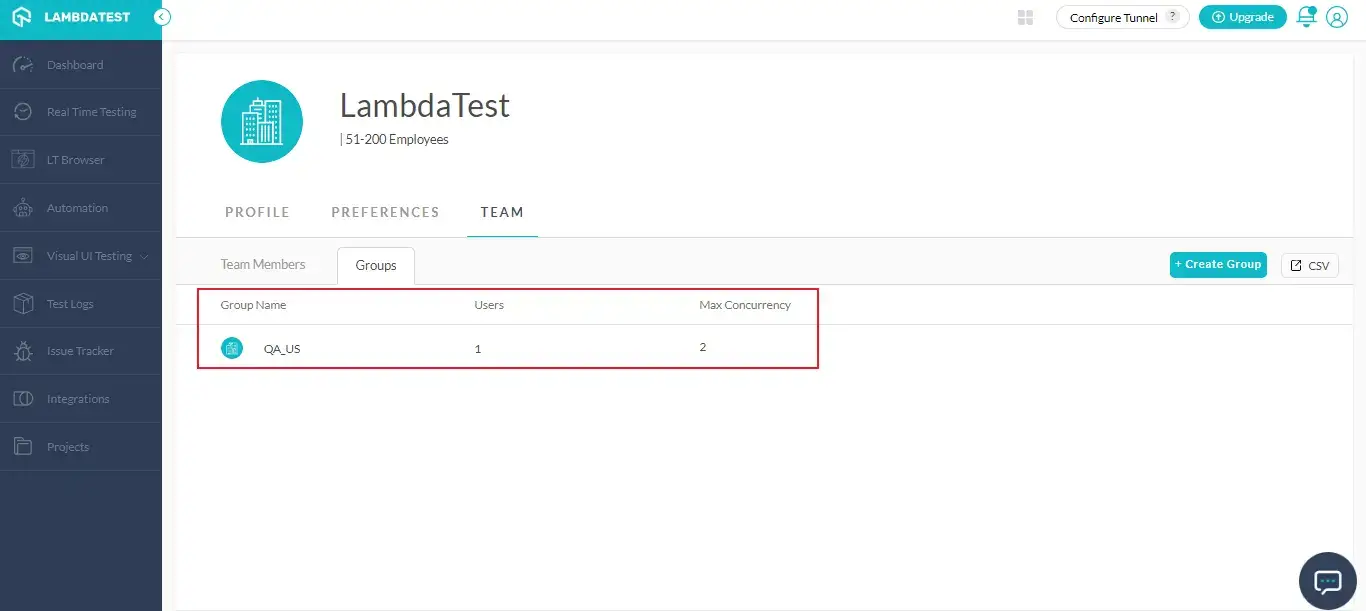 LAMBDATEST
Configure Tunnel ?
Upgrade
Dashboard
Real Time Testing
LT Browser
Automation
Visual UI Testing
Test Logs
Issue Tracker
Integrations
Projects
LambdaTest
| 51-200 Employees
PROFILE PREFERENCES TEAM
Team Members Groups + Create Group CSV
Group Name Users Max Concurrency
QA_US 1 2